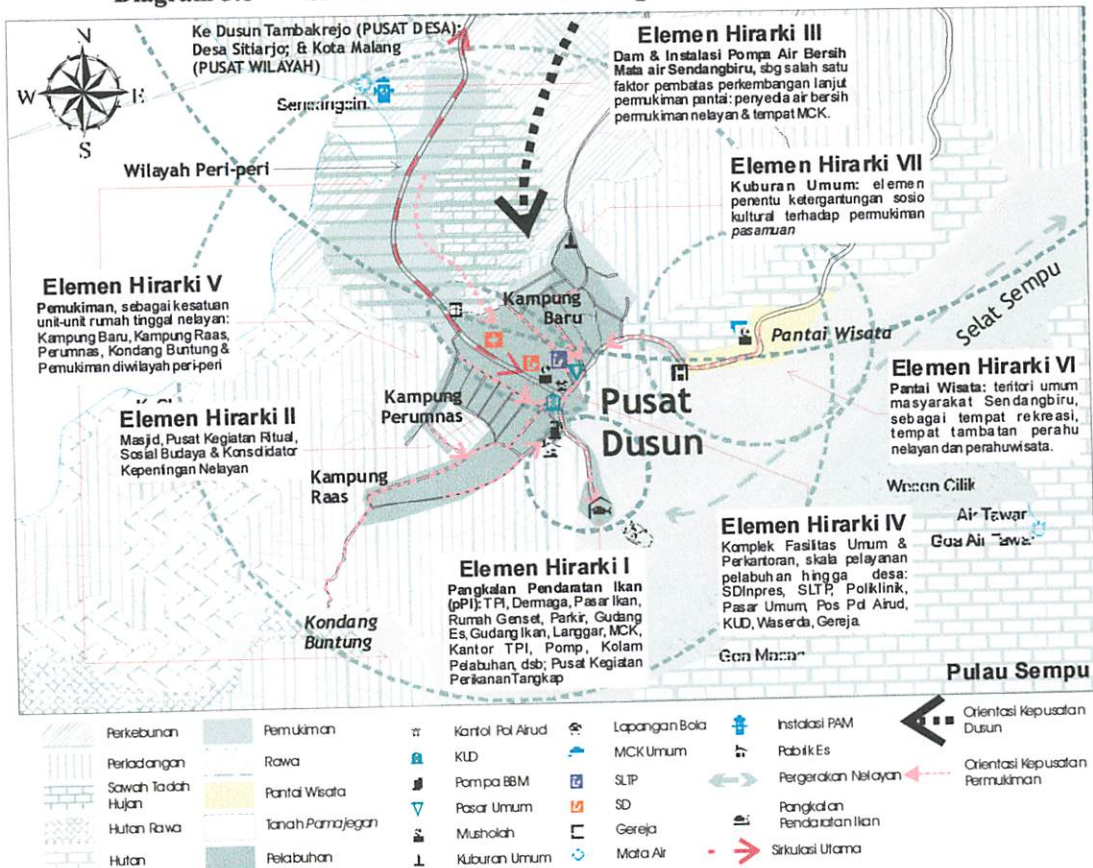 Ke Dusun Tambakrejo (PUSAT DESA);
Desa Sitiarjo; & Kota Malang
(PUSAT WILAYAH)
N
W
E
S
Wilayah Peri-peri
Elemen Hirarki III
Dam & Instalasi Pompa Air Bersih
Mata air Sendangbiru, sbg salah satu
faktor pembatas perkembangan lanjut
permukiman pantai: penyedia air bersih
permukiman nelayan & tempat MCK.
Elemen Hirarki VII
Kuburan Umum: elemen
penentu ketergantungan sosio
kultural terhadap permukiman
pasamuan
Elemen Hirarki V
Pemukiman, sebagai kesatuan
unit-unit rumah tinggal nelayan:
Kampung Baru, Kampung Raas,
Perumnas, Kondang Buntung &
Pemukiman diwilayah peri-peri
Kampung
Baru
Pantai Wisata
Selat Sempu
Elemen Hirarki VI
Pantai Wisata: teritori umum
masyarakat Sendangbiru,
sebagai tempat rekreasi,
tempat tambatan perahu
nelayan dan perahuwisata.
Elemen Hirarki II
Masjid, Pusat Kegiatan Ritual,
Sosial Budaya & Konsolidator
Kepentingan Nelayan
Kampung
Perumnas
Pusat
Dusun
Kampung
Raas
Kondang
Buntung
Elemen Hirarki I
Pangkalan Pendaratan Ikan
(pPI): TPI, Dermaga, Pasar Ikan,
Rumah Genset, Parkir, Gudang
Es, Gudang Ikan, Langgar, MCK,
Kantor TPI, Pomp, Kolam
Pelabuhan, dsb; Pusat Kegiatan
Perikanan Tangkap
Elemen Hirarki IV
Komplek Fasilitas Umum &
Perkantoran, skala pelayanan
pelabuhan hingga desa:
SDInpres, SLTP, Poliklinik,
Pasar Umum, Pos Pol Airud,
KUD, Waserda, Gereja.
Cilik
Air Tawar
Goa Air
Goa
Pulau Sempu
Perkebunan
Perladangan
Sawah Tadah
Hujan
Hutan Rawa
Hutan
Pemukiman
Rawa
Pantai Wisata
Tanah Pamajegan
Pelabuhan
Kantol Pol Airud
KUD
Pompa BBM
Pasar Umum
Musholah
Kuburan Umum
Lapangan Bola
MCK Umum
SLTP
SD
Gereja
Mata Air
Instalasi PAM
Pabrik Es
Pergerakan Nelayan
Pangkalan
Pendaratan Ikan
Sirkulasi Utama
Orientasi Kepusatan
Dusun
Orientasi Kepusatan
Permukiman